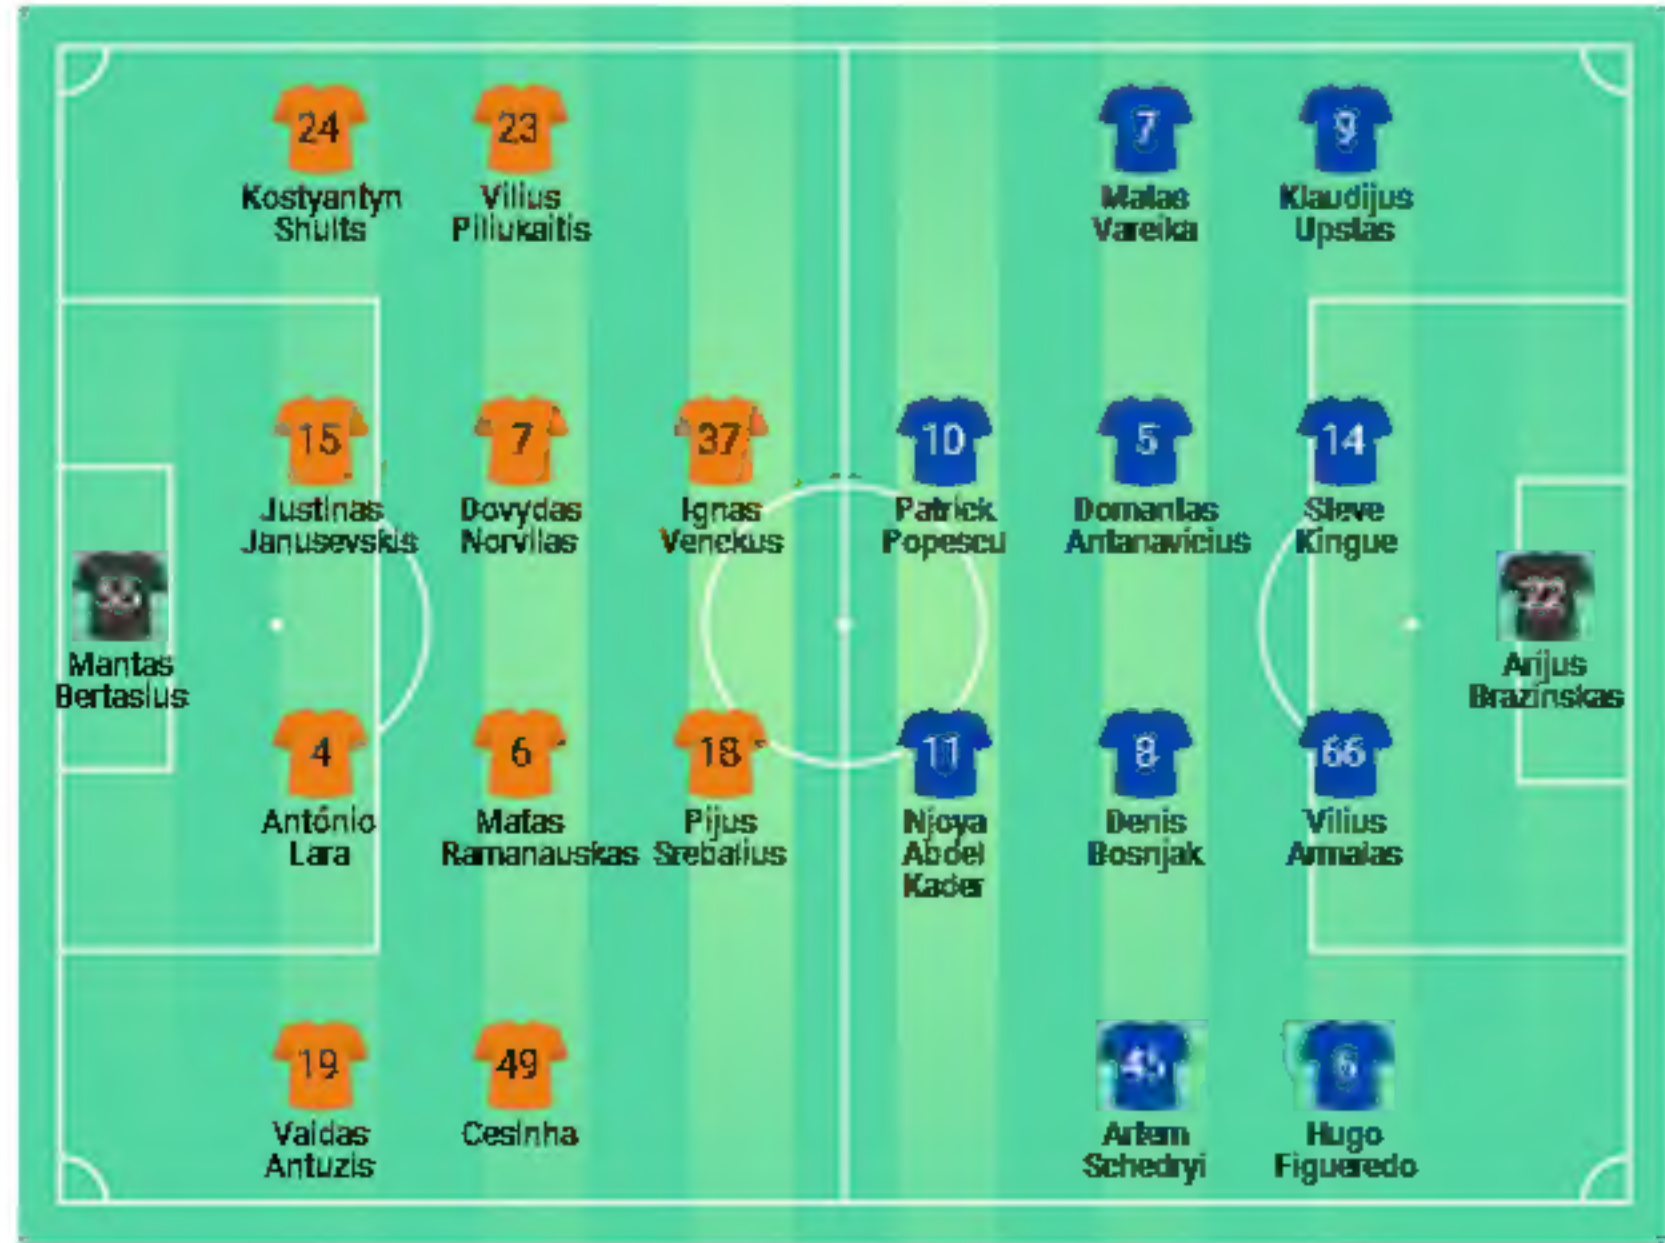 24
Kostyantyn
Shults
23
Vilius
Piliukaitis
7
Matas
Vareika
9
Klaudijus
Upstas
15
Justinas
Janusevskis
7
Dovydas
Norvilas
37
Ignas
Venckus
10
Patrick
Popescu
5
Domantas
Antanavicius
14
Steve
Kingue
Mantas
Bertasius
22
Arijus
Brazinskas
4
António
Lara
6
Matas
Ramanauskas
18
Pijus
Srebalius
11
Njoya
Abdel
Kader
8
Denis
Bosnjak
66
Vilius
Armalas
19
Valdas
Antuzis
49
Cesinha
45
Artem
Schedryi
6
Hugo
Figueredo